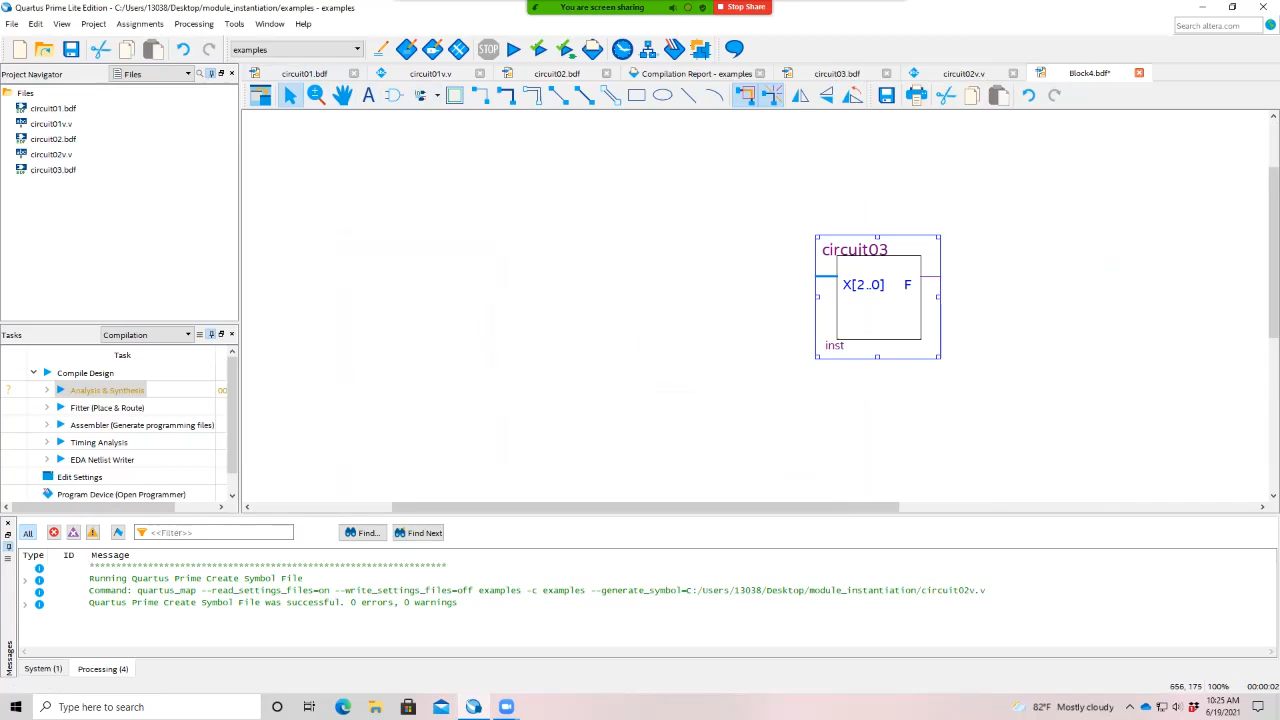 Quartus Prime Lite Edition - C:/Users/13038/Desktop/module_instantiation/examples - examples
You are screen sharing
Stop Share
File Edit View Project Assignments Processing Tools Window Help
Search altera.com
examples
STOP
Project Navigator
Files
circuit01.bdf
circuit01v.v
circuit02.bdf
Compilation Report - examples
circuit03.bdf
circuit02v.v
Block4.bdf*
Files
circuit01.bdf
circuit01v.v
circuit02.bdf
circuit02v.v
circuit03.bdf
circuit03
X[2..0] F
inst
Tasks
Compilation
Task
Compile Design
? Analysis & Synthesis 00
Fitter (Place & Route)
Assembler (Generate programming files)
Timing Analysis
EDA Netlist Writer
Edit Settings
Program Device (Open Programmer)
All
<<Filter>>
Find...
Find Next
Type ID Message
*******************************************************************
Running Quartus Prime Create Symbol File
Command: quartus_map --read_settings_files=on --write_settings_files=off examples -c examples --generate_symbol=C:/Users/13038/Desktop/module_instantiation/circuit02v.v
Quartus Prime Create Symbol File was successful. 0 errors, 0 warnings
Messages
System (1) Processing (4)
656, 175 100% 00:00:02
Type here to search
82°F Mostly cloudy
10:25 AM
6/19/2021